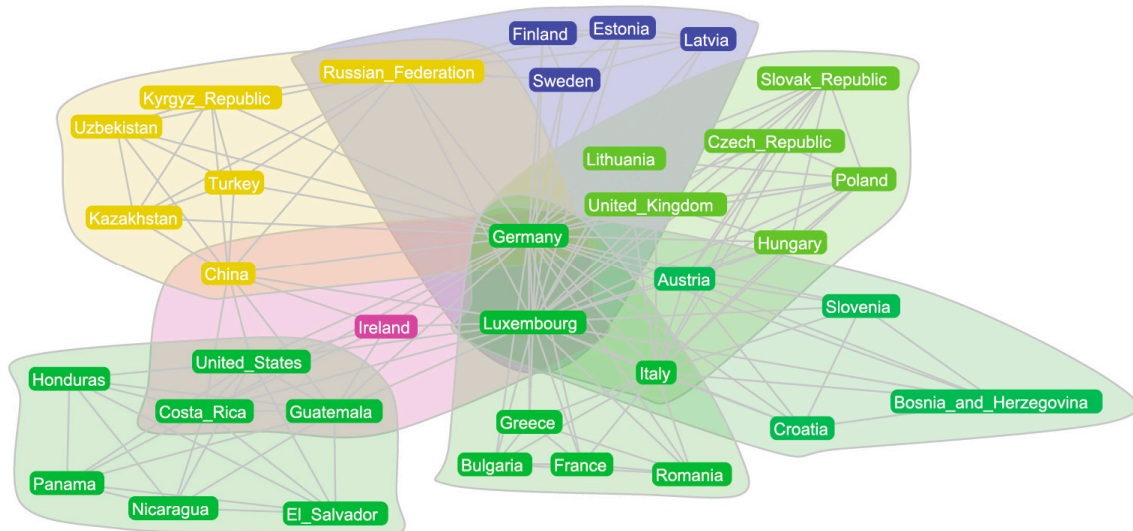 Finland
Estonia
Latvia
Russian_Federation
Sweden
Slovak_Republic
Kyrgyz_Republic
Uzbekistan
Czech_Republic
Lithuania
Turkey
Poland
Kazakhstan
United_Kingdom
Germany
Hungary
China
Austria
Slovenia
Ireland
Luxembourg
United_States
Honduras
Italy
Costa_Rica
Guatemala
Bosnia_and_Herzegovina
Greece
Croatia
Bulgaria
France
Romania
Panama
Nicaragua
El_Salvador